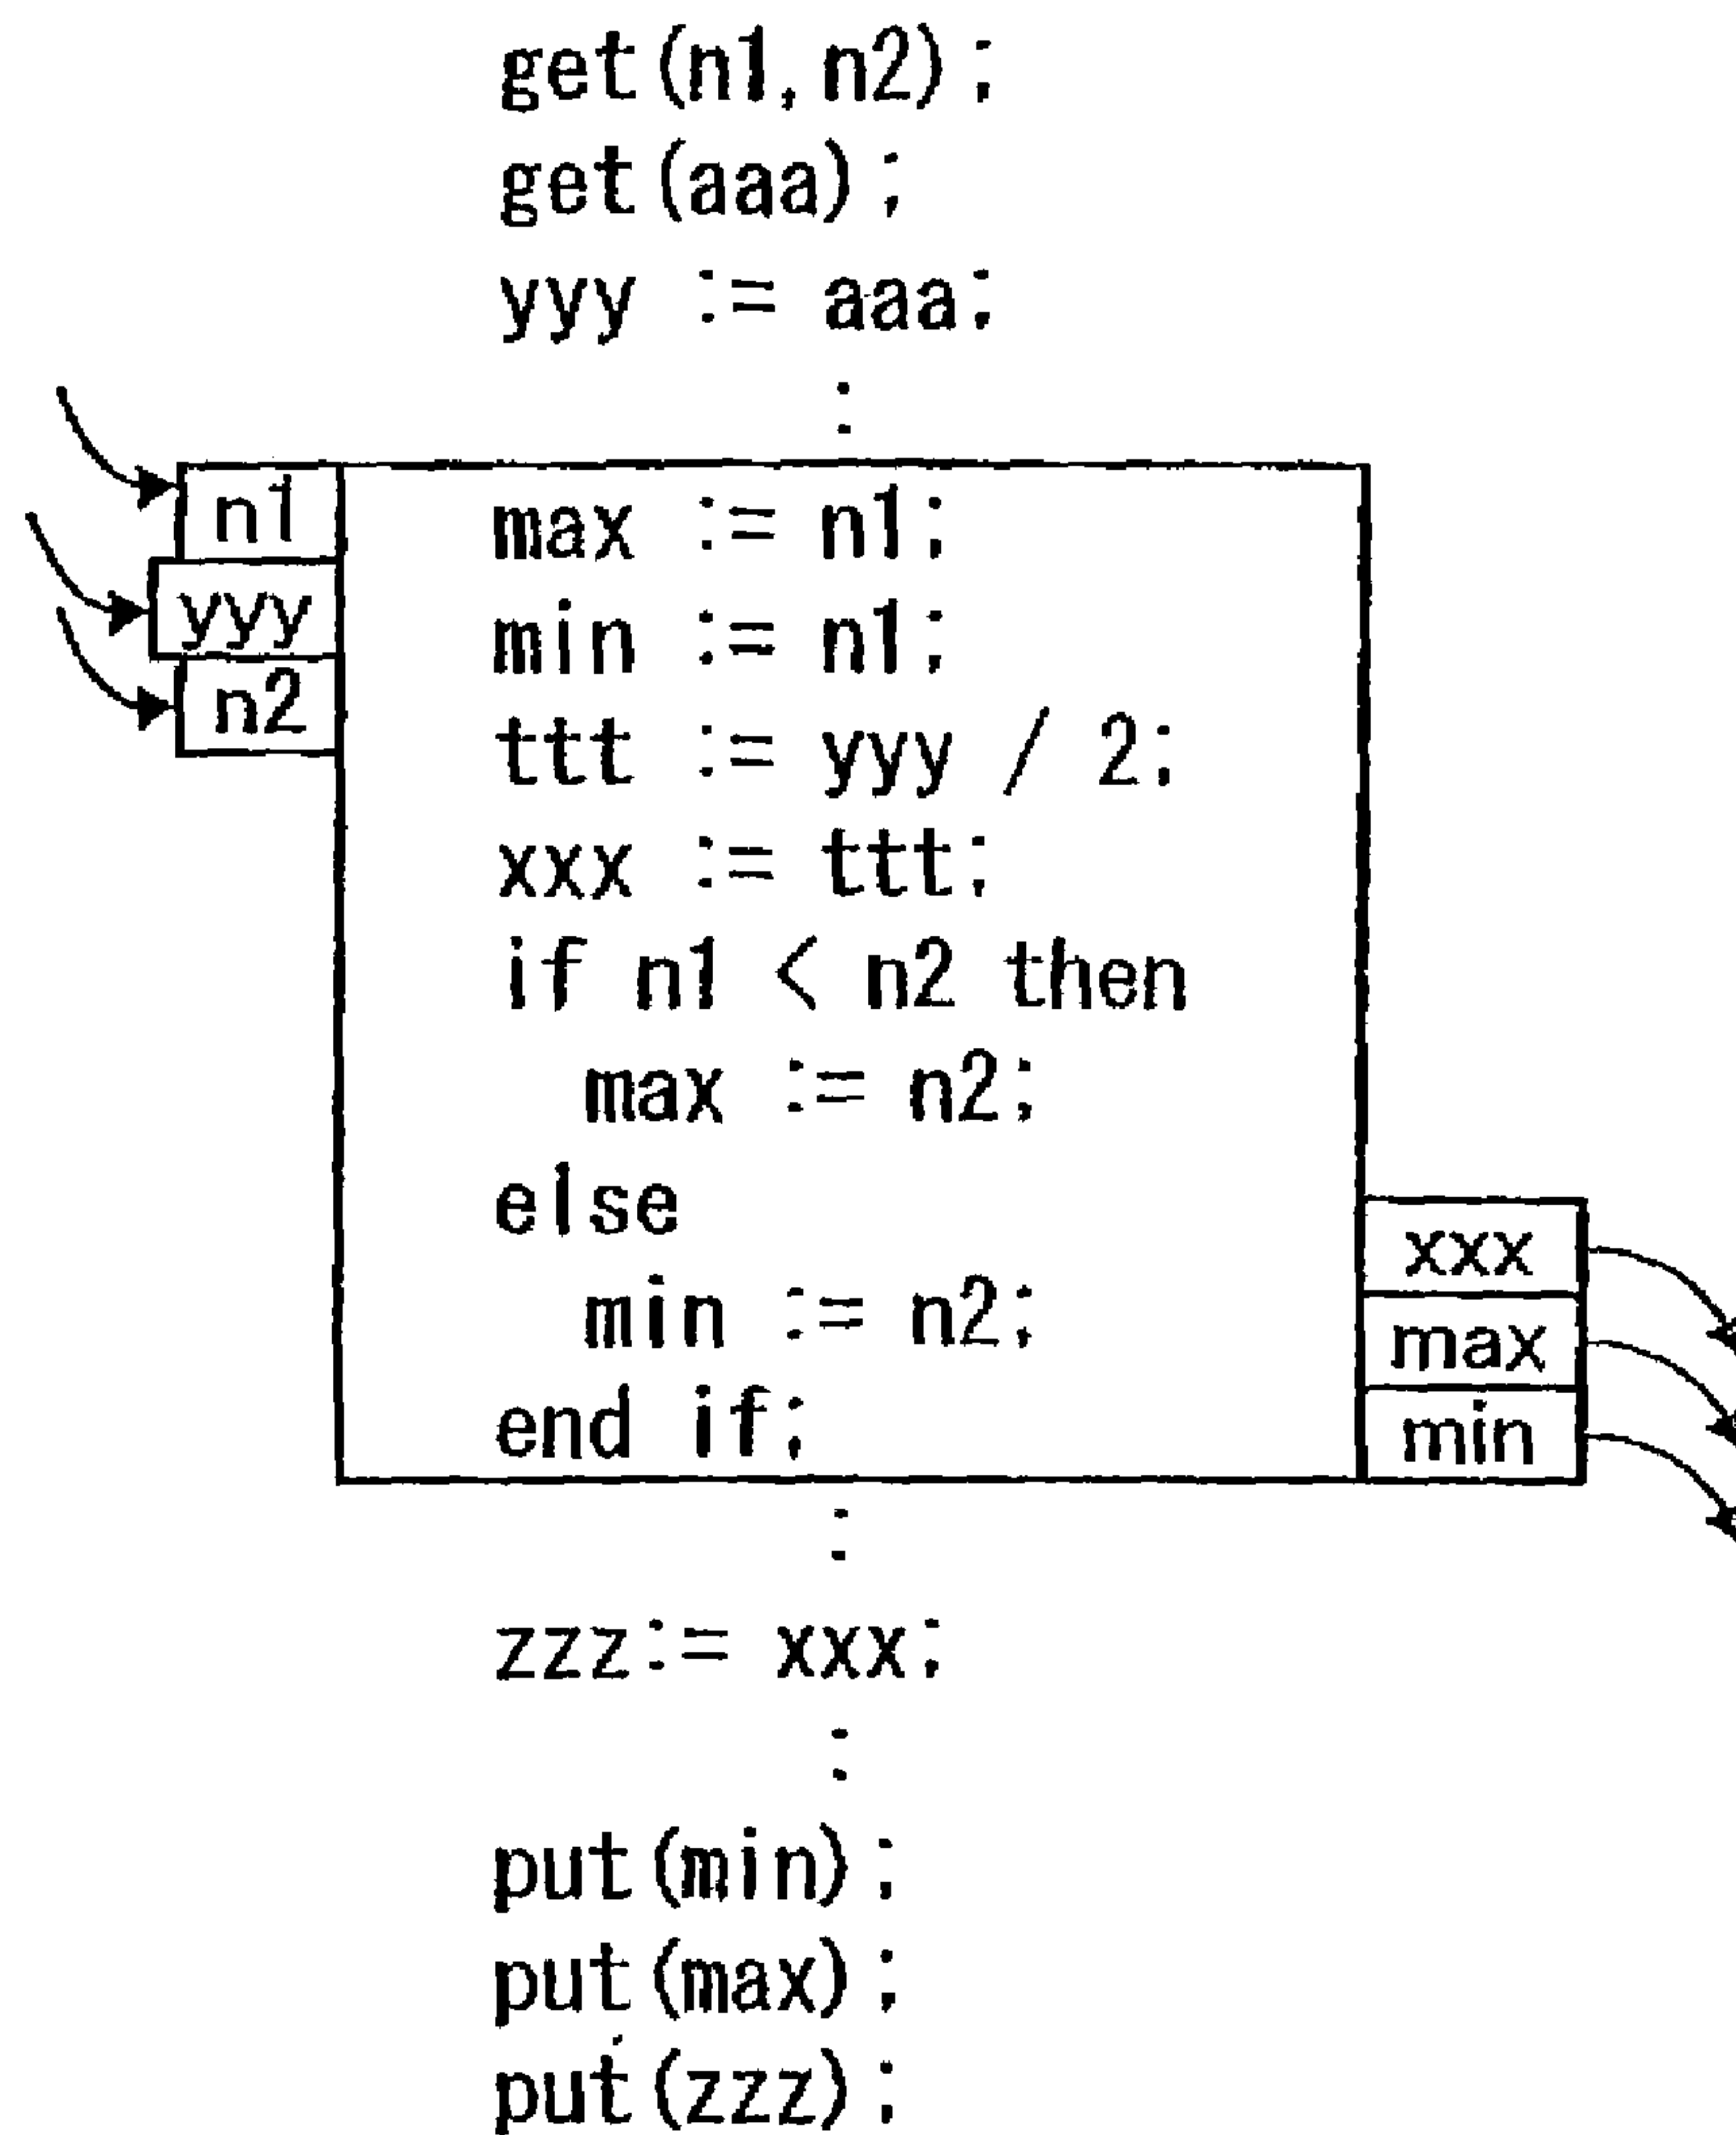 get(n1,n2);
get(aaa);
yyy := aaa;
:
n1
yyy
n2
max := n1;
min := n1;
ttt := yyy / 2;
xxx := ttt;
if n1 < n2 then
max := n2;
else
min := n2;
end if;
xxx
max
min
:
zzz:= xxx;
:
put(min);
put(max);
put(zzz);